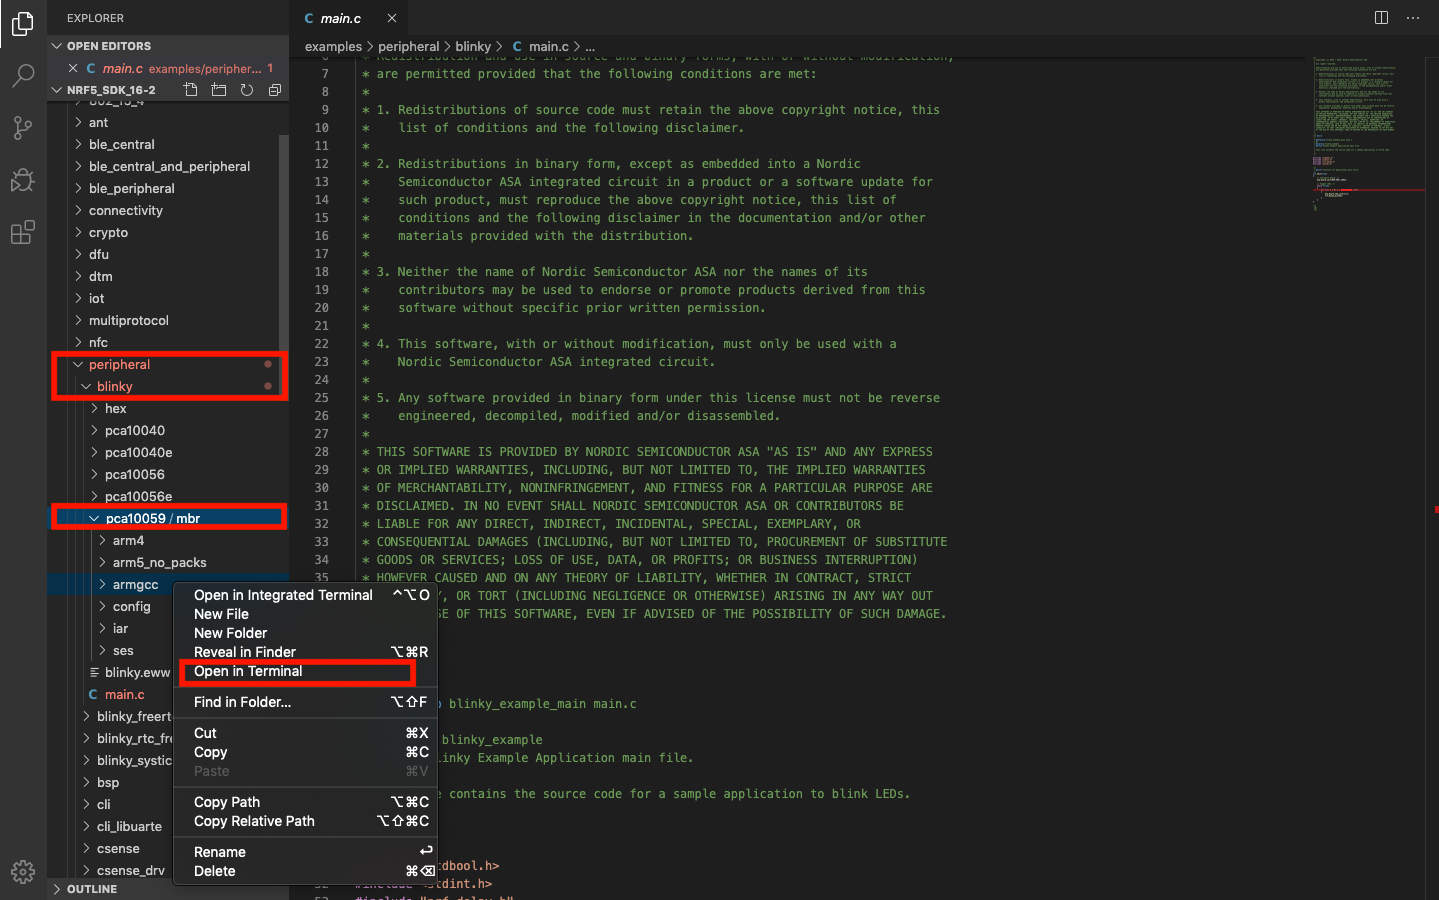 EXPLORER
OPEN EDITORS
main.c examples/peripher... 1
NRF5_SDK_16-2
802_15_4
ant
ble_central
ble_central_and_peripheral
ble_peripheral
connectivity
crypto
dfu
dtm
iot
multiprotocol
nfc
peripheral
blinky
hex
pca10040
pca10040e
pca10056
pca10056e
pca10059 / mbr
arm4
arm5_no_packs
armgcc
config
iar
ses
blinky.eww
main.c
blinky_freert
blinky_rtc_fre
blinky_systic
bsp
cli
cli_libuarte
csense
csense_drv
OUTLINE
Open in Integrated Terminal ^⌥O
New File
New Folder
Reveal in Finder ⌥⌘R
Open in Terminal
Find in Folder... ⌥⇧F
Cut ⌘X
Copy ⌘C
Paste ⌘V
Copy Path ⌥⌘C
Copy Relative Path ⌥⇧⌘C
Rename ↩
Delete ⌘⌫
C main.c
examples > peripheral > blinky > C main.c > ...
6 * Redistribution and use in source and binary forms, with or without modification,
7 * are permitted provided that the following conditions are met:
8 *
9 * 1. Redistributions of source code must retain the above copyright notice, this
10 * list of conditions and the following disclaimer.
11 *
12 * 2. Redistributions in binary form, except as embedded into a Nordic
13 * Semiconductor ASA integrated circuit in a product or a software update for
14 * such product, must reproduce the above copyright notice, this list of
15 * conditions and the following disclaimer in the documentation and/or other
16 * materials provided with the distribution.
17 *
18 * 3. Neither the name of Nordic Semiconductor ASA nor the names of its
19 * contributors may be used to endorse or promote products derived from this
20 * software without specific prior written permission.
21 *
22 * 4. This software, with or without modification, must only be used with a
23 * Nordic Semiconductor ASA integrated circuit.
24 *
25 * 5. Any software provided in binary form under this license must not be reverse
26 * engineered, decompiled, modified and/or disassembled.
27 *
28 * THIS SOFTWARE IS PROVIDED BY NORDIC SEMICONDUCTOR ASA "AS IS" AND ANY EXPRESS
29 * OR IMPLIED WARRANTIES, INCLUDING, BUT NOT LIMITED TO, THE IMPLIED WARRANTIES
30 * OF MERCHANTABILITY, NONINFRINGEMENT, AND FITNESS FOR A PARTICULAR PURPOSE ARE
31 * DISCLAIMED. IN NO EVENT SHALL NORDIC SEMICONDUCTOR ASA OR CONTRIBUTORS BE
32 * LIABLE FOR ANY DIRECT, INDIRECT, INCIDENTAL, SPECIAL, EXEMPLARY, OR
33 * CONSEQUENTIAL DAMAGES (INCLUDING, BUT NOT LIMITED TO, PROCUREMENT OF SUBSTITUTE
34 * GOODS OR SERVICES; LOSS OF USE, DATA, OR PROFITS; OR BUSINESS INTERRUPTION)
35 * HOWEVER CAUSED AND ON ANY THEORY OF LIABILITY, WHETHER IN CONTRACT, STRICT
Y, OR TORT (INCLUDING NEGLIGENCE OR OTHERWISE) ARISING IN ANY WAY OUT
SE OF THIS SOFTWARE, EVEN IF ADVISED OF THE POSSIBILITY OF SUCH DAMAGE.
blinky_example_main main.c
blinky_example
linky Example Application main file.
e contains the source code for a sample application to blink LEDs.
tdbool.h>
52 #include <stdint.h>
53 #include "nrf_delay.h"